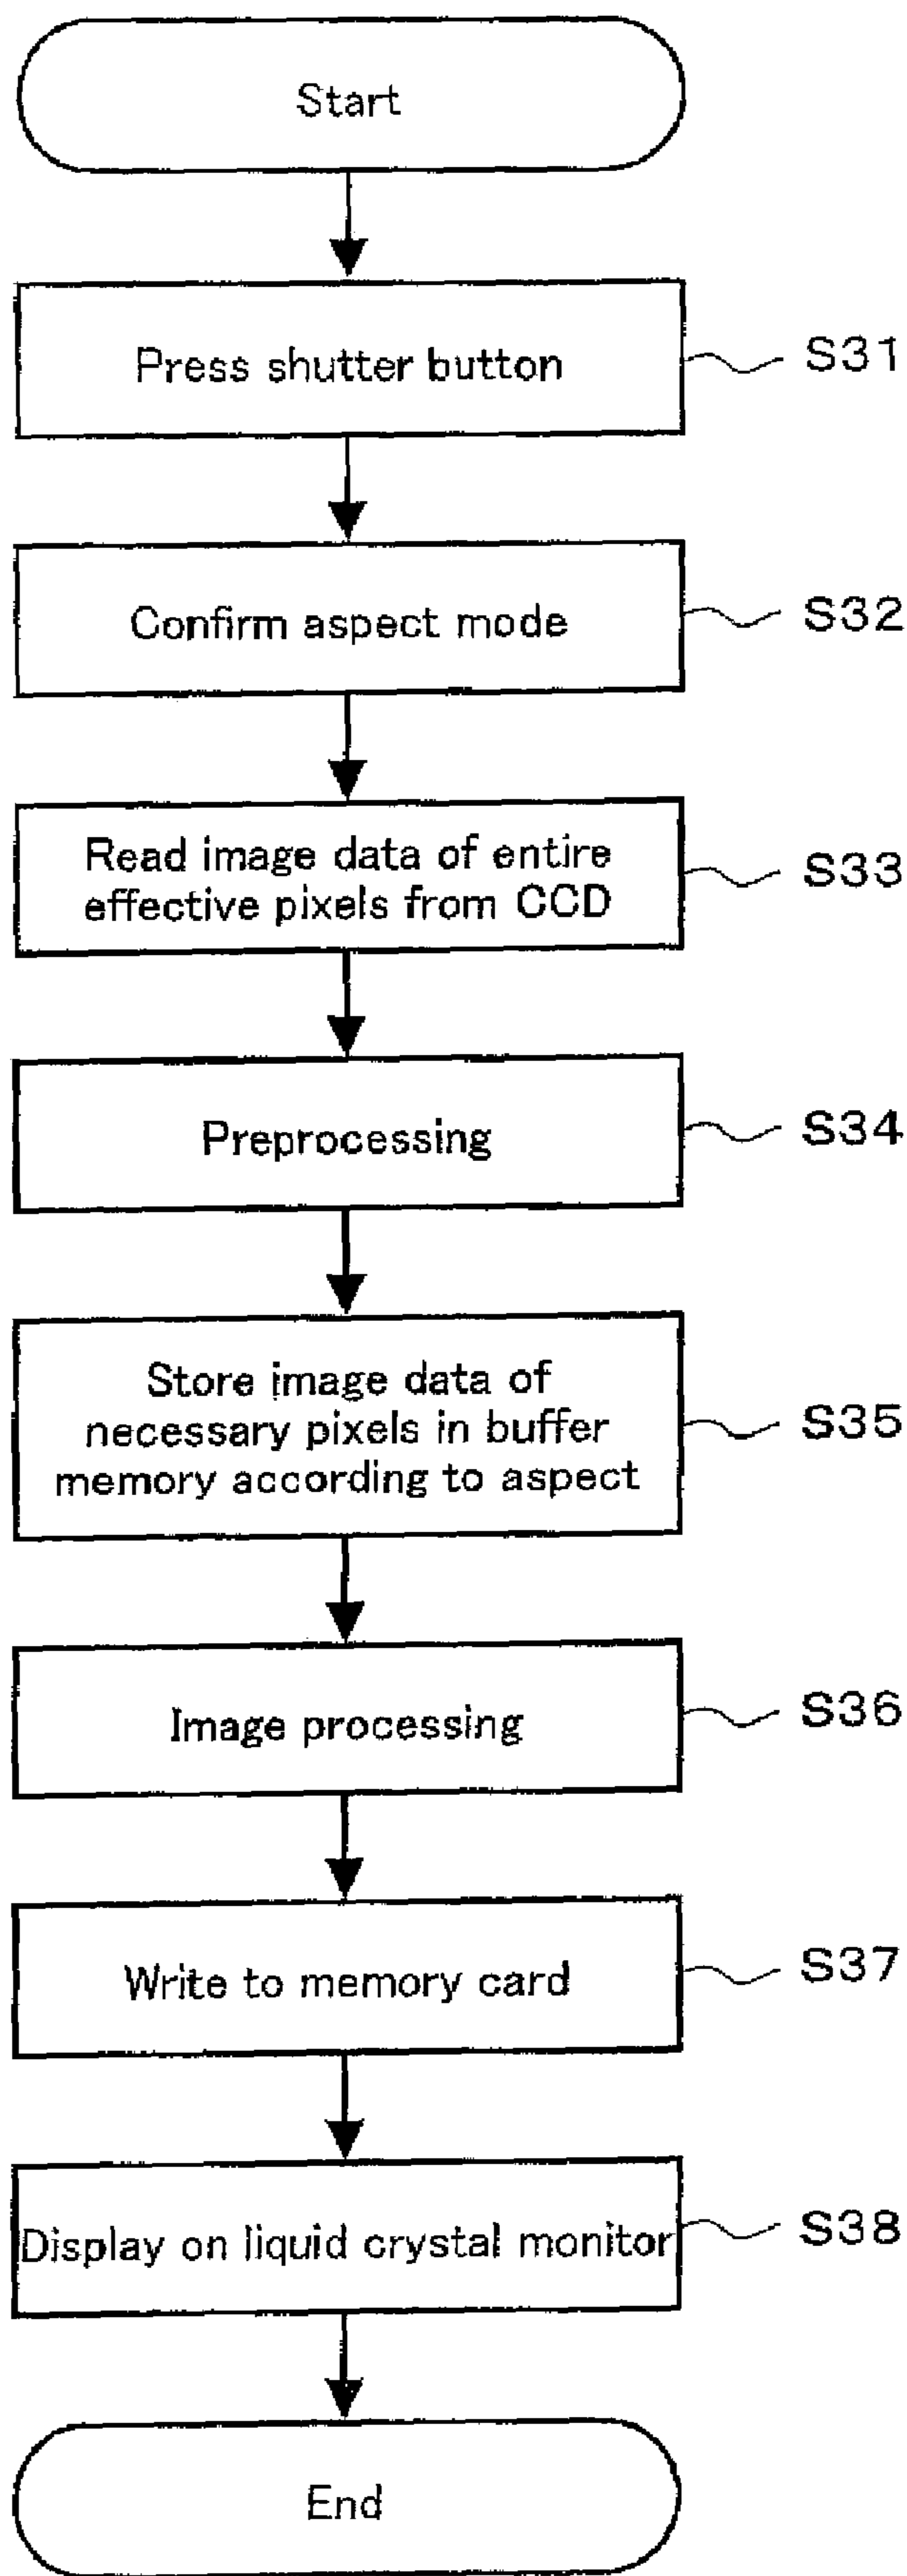 Start
Press shutter button
S31
Confirm aspect mode
S32
Read image data of entire
effective pixels from CCD
S33
Preprocessing
S34
Store image data of
necessary pixels in buffer
memory according to aspect
S35
Image processing
S36
Write to memory card
S37
Display on liquid crystal monitor
S38
End